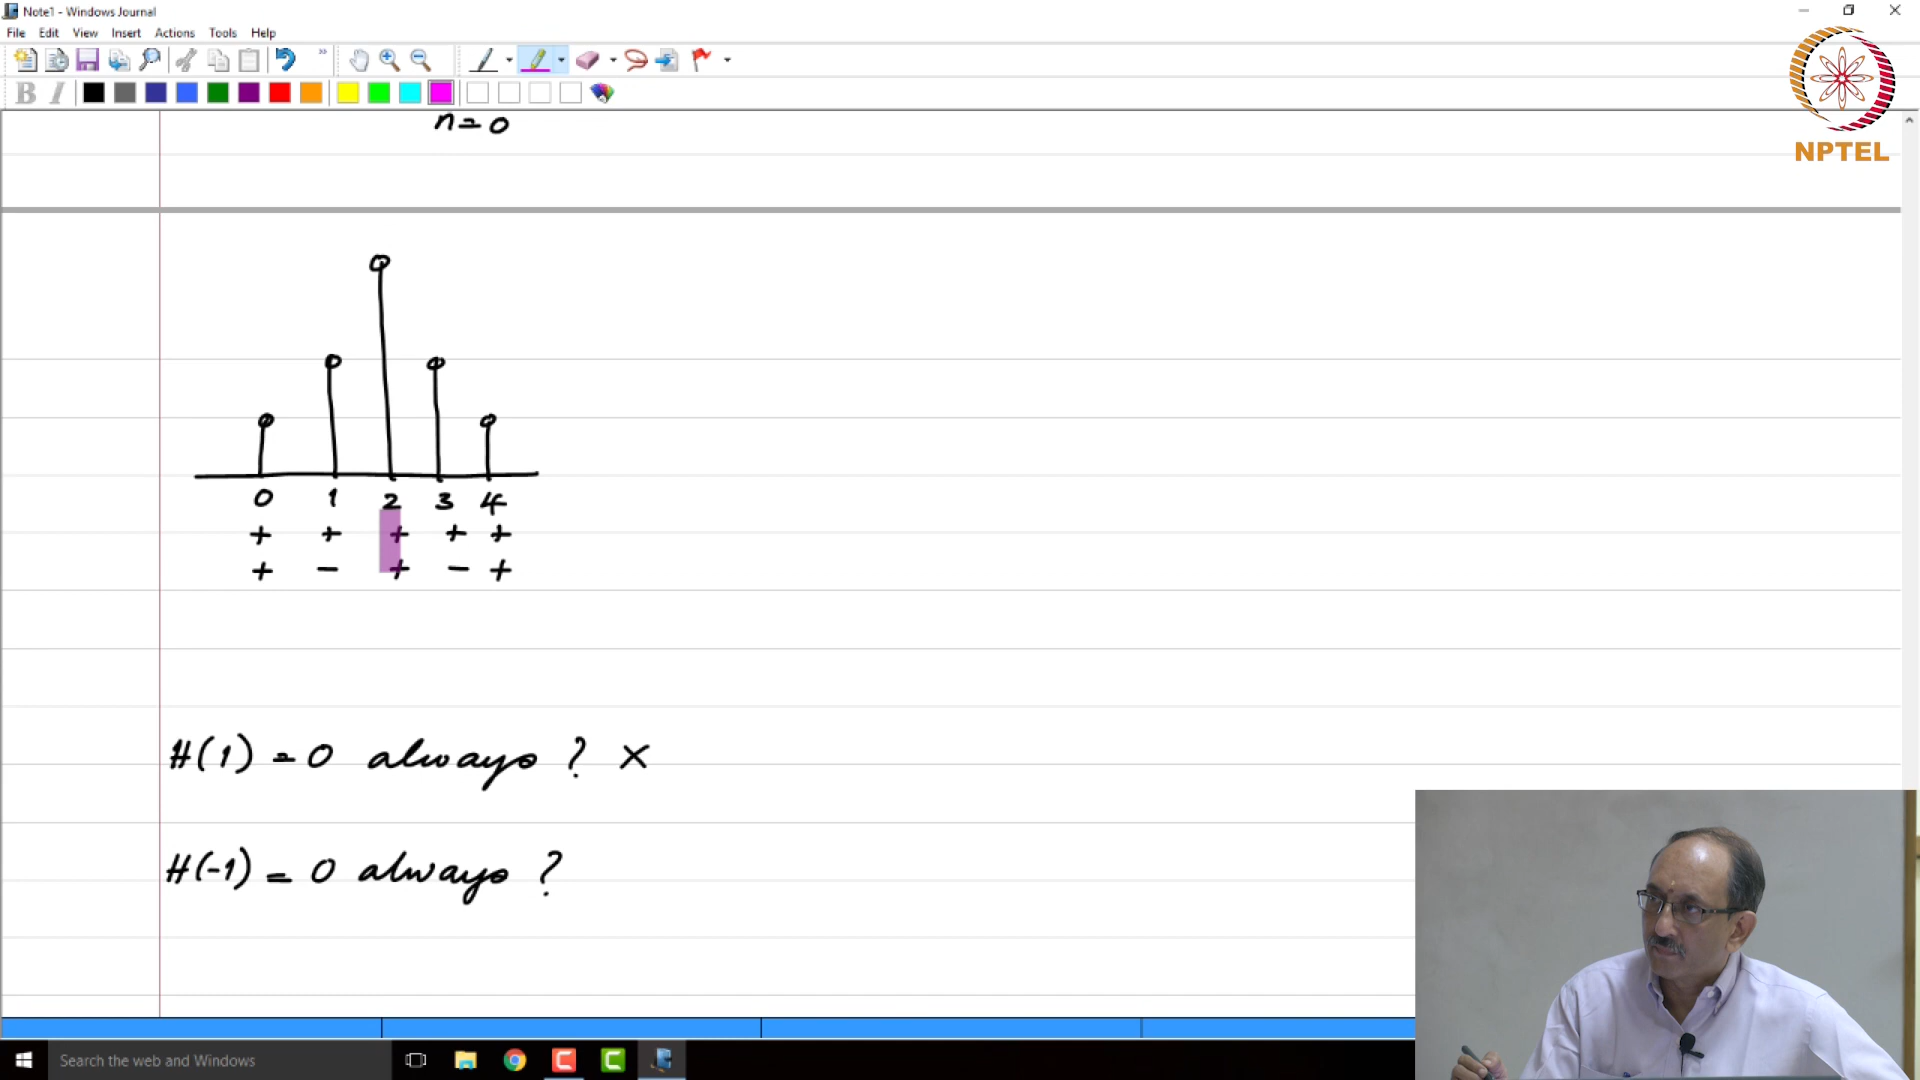 Note1 - Windows Journal
File Edit View Insert Actions Tools Help
B I
NPTEL
n = 0
0 1 2 3 4
+ + + + +
+ - + - +
H(1) = 0 always ? ×
H(-1) = 0 always ?
Search the web and Windows